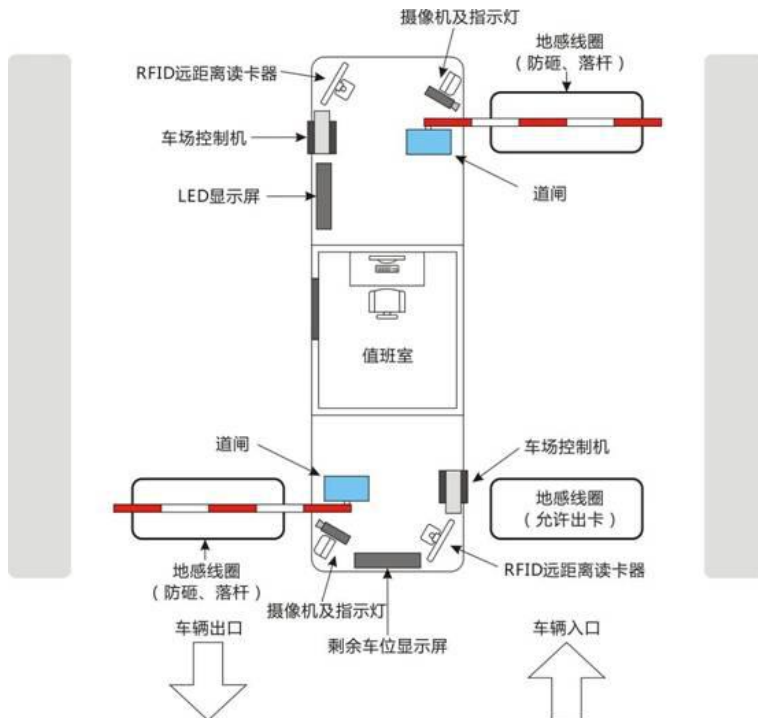 摄像机及指示灯
地感线圈
（防砸、落杆）
RFID远距离读卡器
车场控制机
道闸
LED显示屏
值班室
道闸
车场控制机
地感线圈
（允许出卡）
地感线圈
（防砸、落杆）
RFID远距离读卡器
摄像机及指示灯
车辆出口
剩余车位显示屏
车辆入口